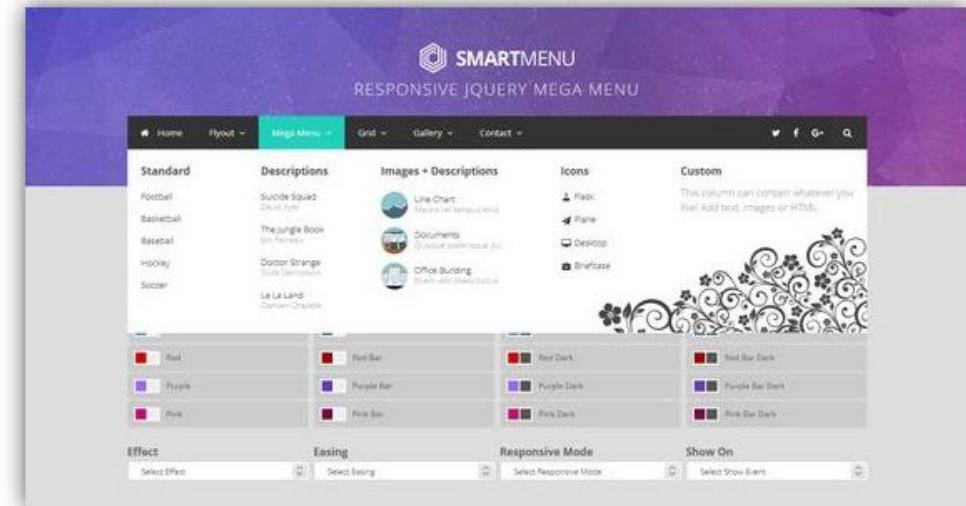 SMARTMENU
RESPONSIVE JQUERY MEGA MENU
Home Flyout Mega Menu Grid Gallery Contact
Standard
Football
Basketball
Baseball
Hockey
Soccer
Descriptions
Suicide Squad
David Ayer
The Jungle Book
Jon Favreau
Doctor Strange
Scott Derrickson
La La Land
Damien Chazelle
Images + Descriptions
Line Chart
Documents
Office Building
Icons
Flask
Plane
Desktop
Briefcase
Custom
This column can contain whatever you
like! Add text, images or HTML.
Red Red Bar Red Dark Red Bar Dark
Purple Purple Bar Purple Dark Purple Bar Dark
Pink Pink Bar Pink Dark Pink Bar Dark
Effect Easing Responsive Mode Show On
Select Effect Select Easing Select Responsive Mode Select Show Event